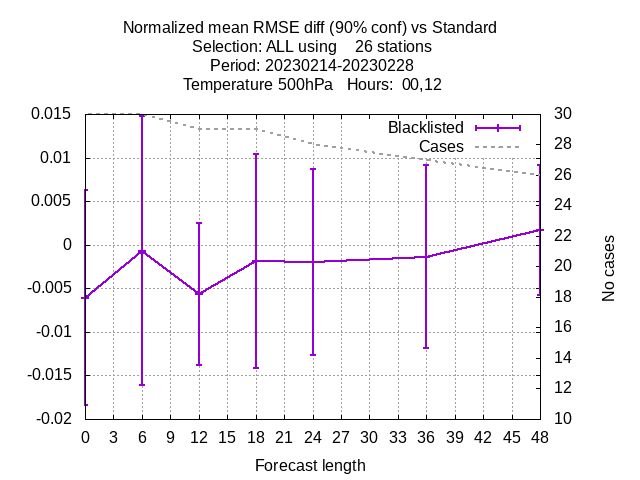 Normalized mean RMSE diff (90% conf) vs Standard
Selection: ALL using    26 stations
Period: 20230214-20230228
Temperature 500hPa   Hours:  00,12
0.015
0.01
0.005
0
-0.005
-0.01
-0.015
-0.02
Blacklisted
Cases
30
28
26
24
22
20
18
16
14
12
10
No cases
0 3 6 9 12 15 18 21 24 27 30 33 36 39 42 45 48
Forecast length